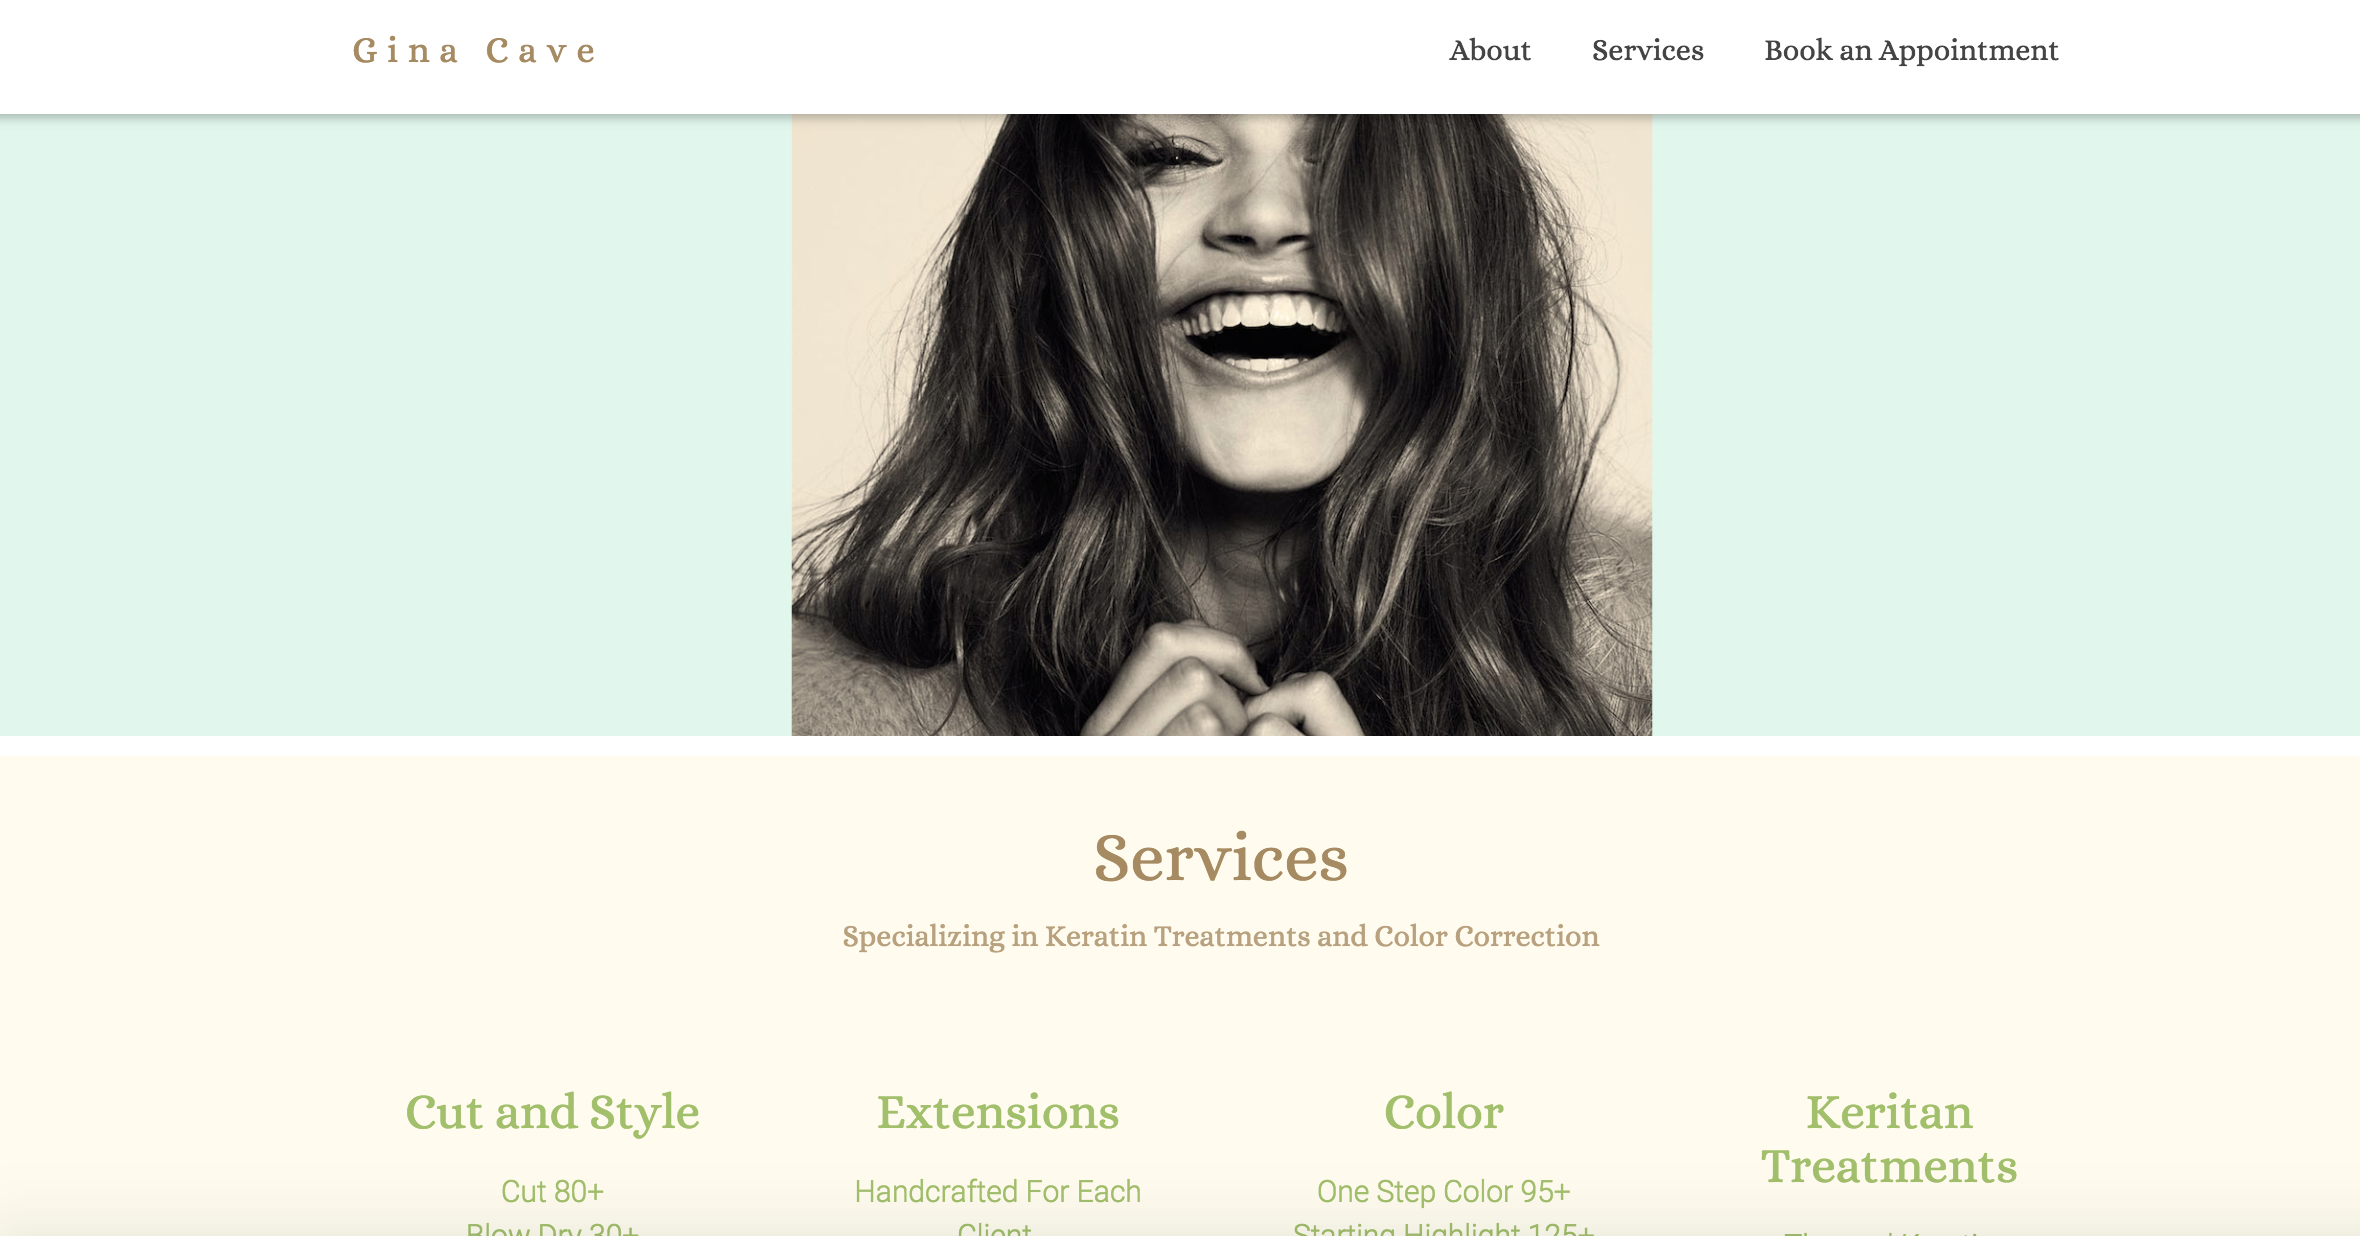 Gina Cave
About Services Book an Appointment
Services
Specializing in Keratin Treatments and Color Correction
Cut and Style
Cut 80+
Blow Dry 30+
Extensions
Handcrafted For Each
Client
Color
One Step Color 95+
Starting Highlight 125+
Keritan
Treatments